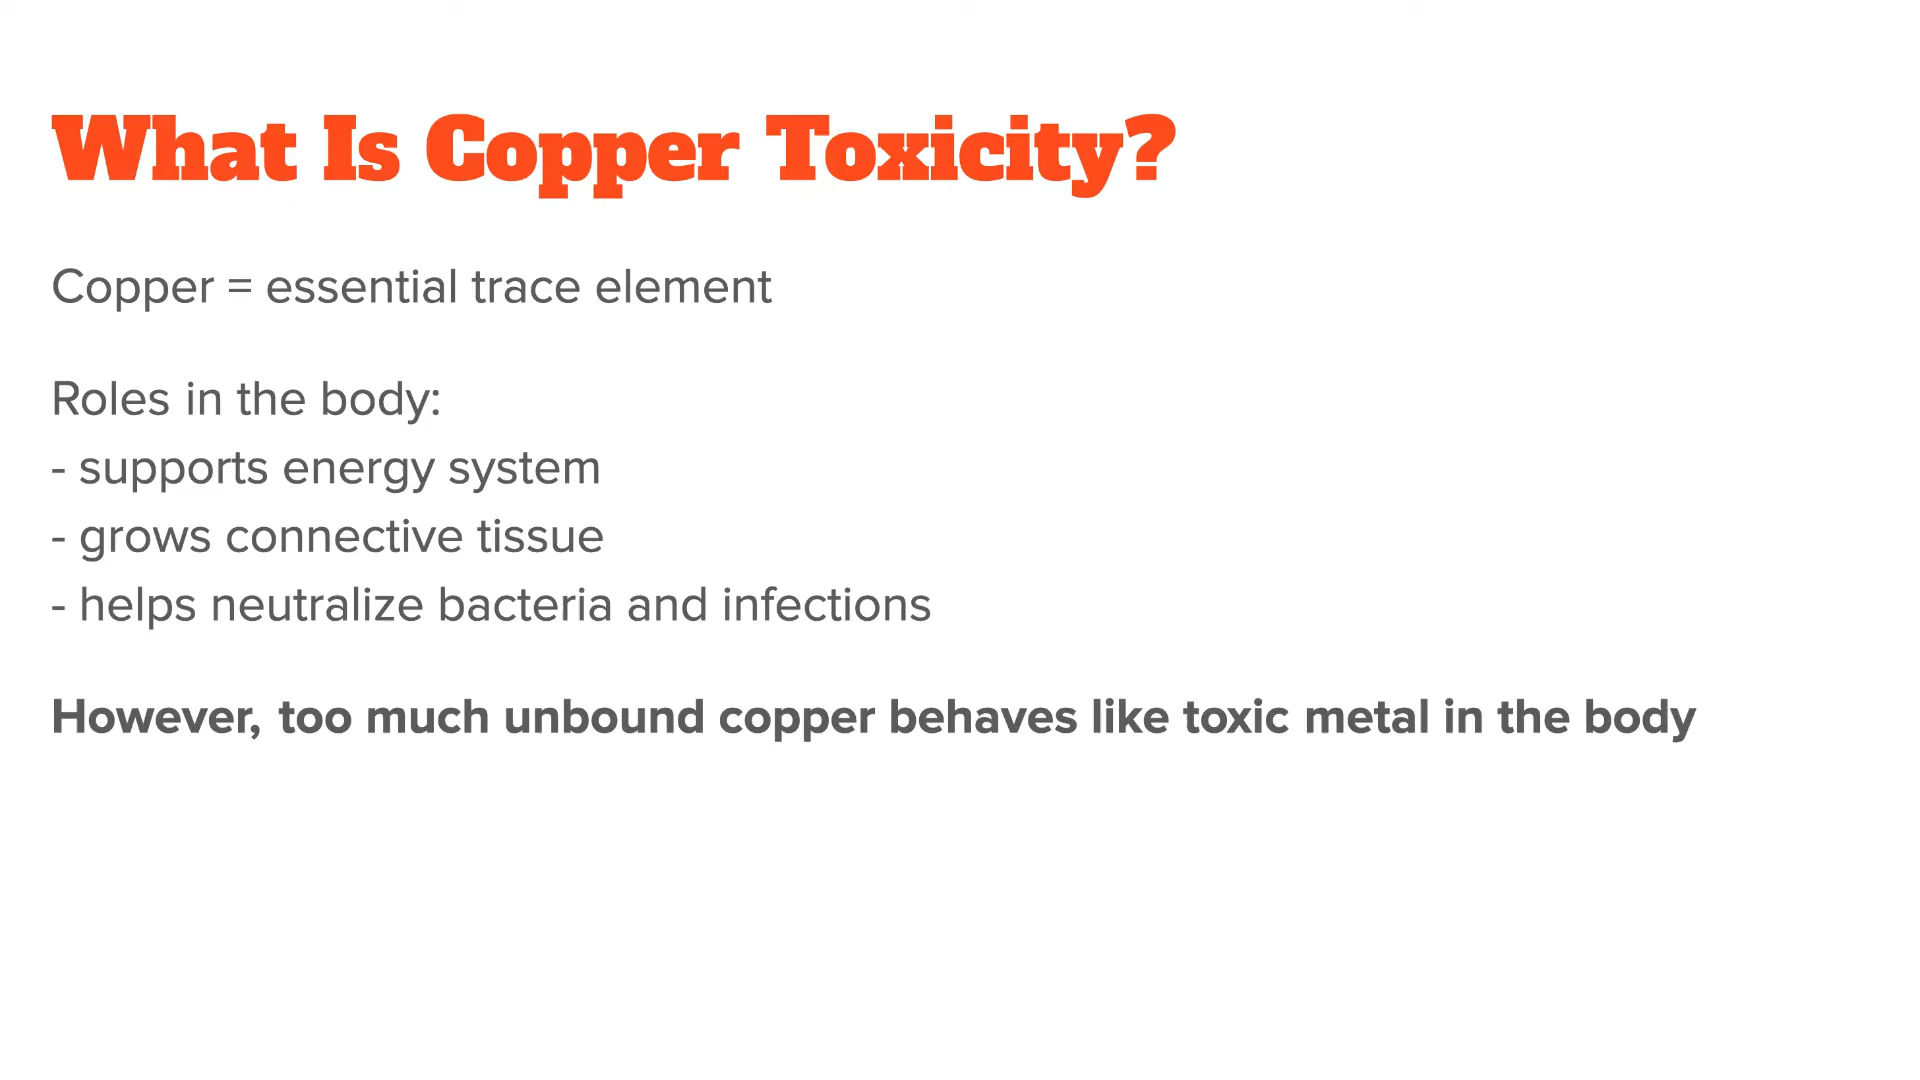 What Is Copper Toxicity?
Copper = essential trace element
Roles in the body:
- supports energy system
- grows connective tissue
- helps neutralize bacteria and infections
However, too much unbound copper behaves like toxic metal in the body